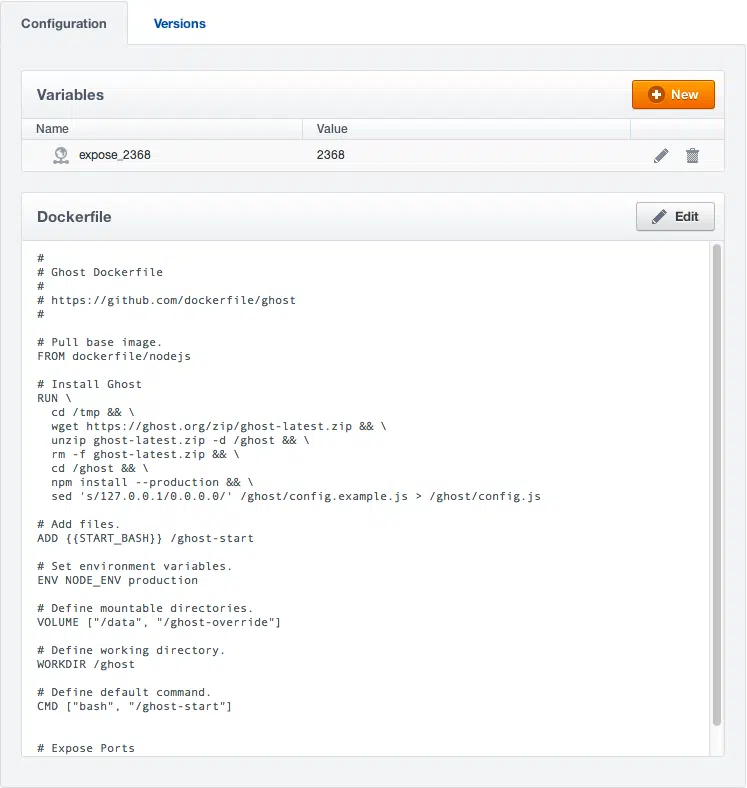 Configuration
Versions
Variables
New
Name
Value
expose_2368
2368
Dockerfile
Edit
#
# Ghost Dockerfile
#
# https://github.com/dockerfile/ghost
#

# Pull base image.
FROM dockerfile/nodejs

# Install Ghost
RUN \
  cd /tmp && \
  wget https://ghost.org/zip/ghost-latest.zip && \
  unzip ghost-latest.zip -d /ghost && \
  rm -f ghost-latest.zip && \
  cd /ghost && \
  npm install --production && \
  sed 's/127.0.0.1/0.0.0.0/' /ghost/config.example.js > /ghost/config.js

# Add files.
ADD {{START_BASH}} /ghost-start

# Set environment variables.
ENV NODE_ENV production

# Define mountable directories.
VOLUME ["/data", "/ghost-override"]

# Define working directory.
WORKDIR /ghost

# Define default command.
CMD ["bash", "/ghost-start"]

# Expose Ports